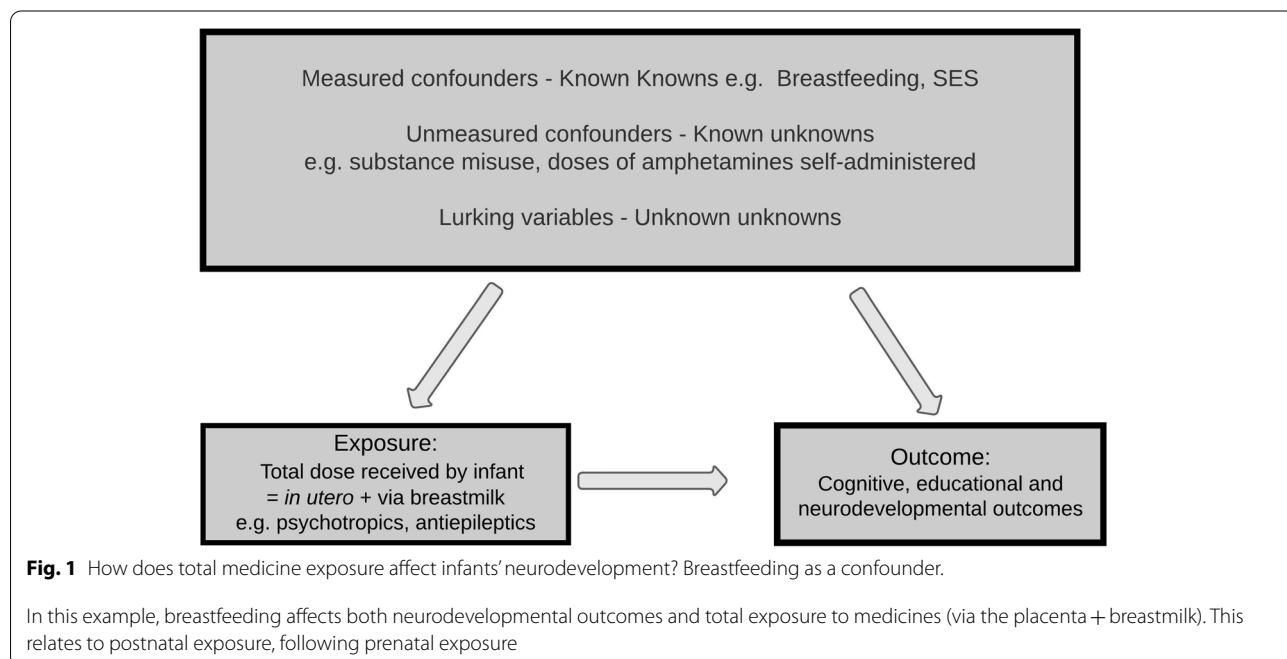 Measured confounders - Known Knowns e.g. Breastfeeding, SES
Unmeasured confounders - Known unknowns
e.g. substance misuse, doses of amphetamines self-administered
Lurking variables - Unknown unknowns
Exposure:
Total dose received by infant
= in utero + via breastmilk
e.g. psychotropics, antiepileptics
Outcome:
Cognitive, educational and
neurodevelopmental outcomes
Fig. 1 How does total medicine exposure affect infants' neurodevelopment? Breastfeeding as a confounder.
In this example, breastfeeding affects both neurodevelopmental outcomes and total exposure to medicines (via the placenta + breastmilk). This
relates to postnatal exposure, following prenatal exposure